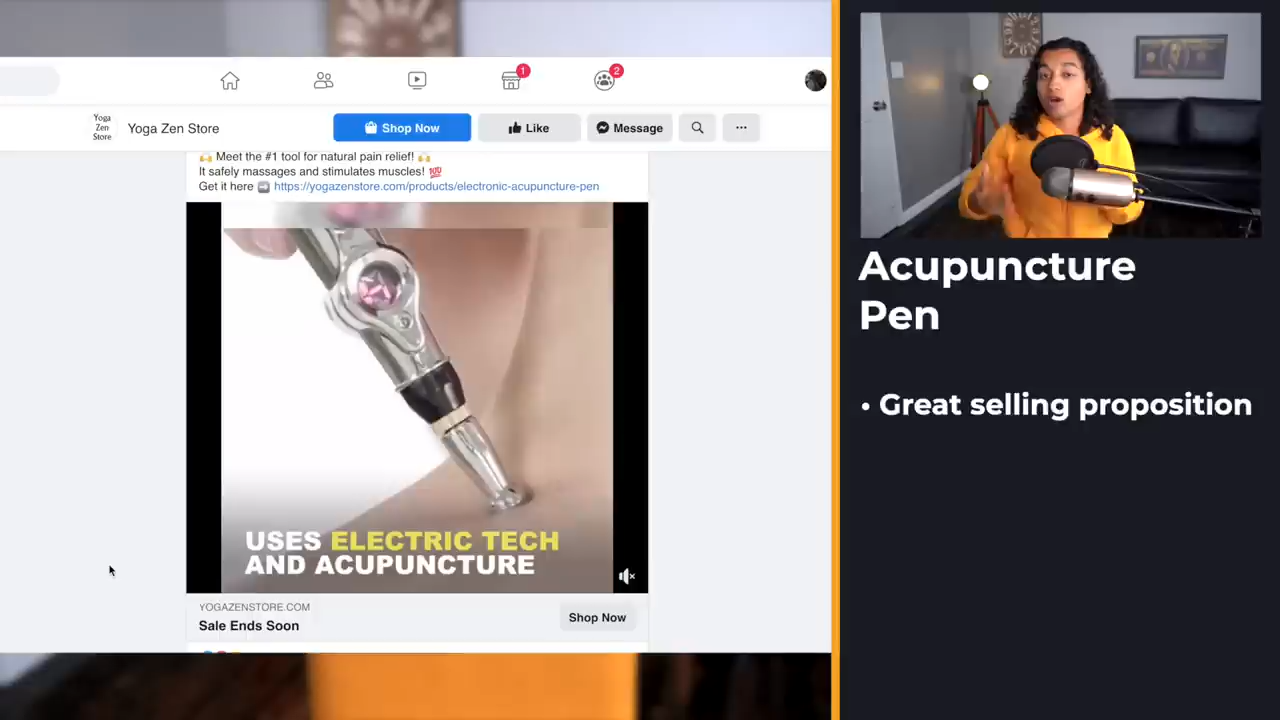 1
2
Yoga
Zen
Store
Yoga Zen Store
Shop Now
Like
Message
🙌 Meet the #1 tool for natural pain relief! 🙌
It safely massages and stimulates muscles! 💯
Get it here ➡️ https://yogazenstore.com/products/electronic-acupuncture-pen
USES ELECTRIC TECH
AND ACUPUNCTURE
YOGAZENSTORE.COM
Sale Ends Soon
Shop Now
Acupuncture
Pen
• Great selling proposition